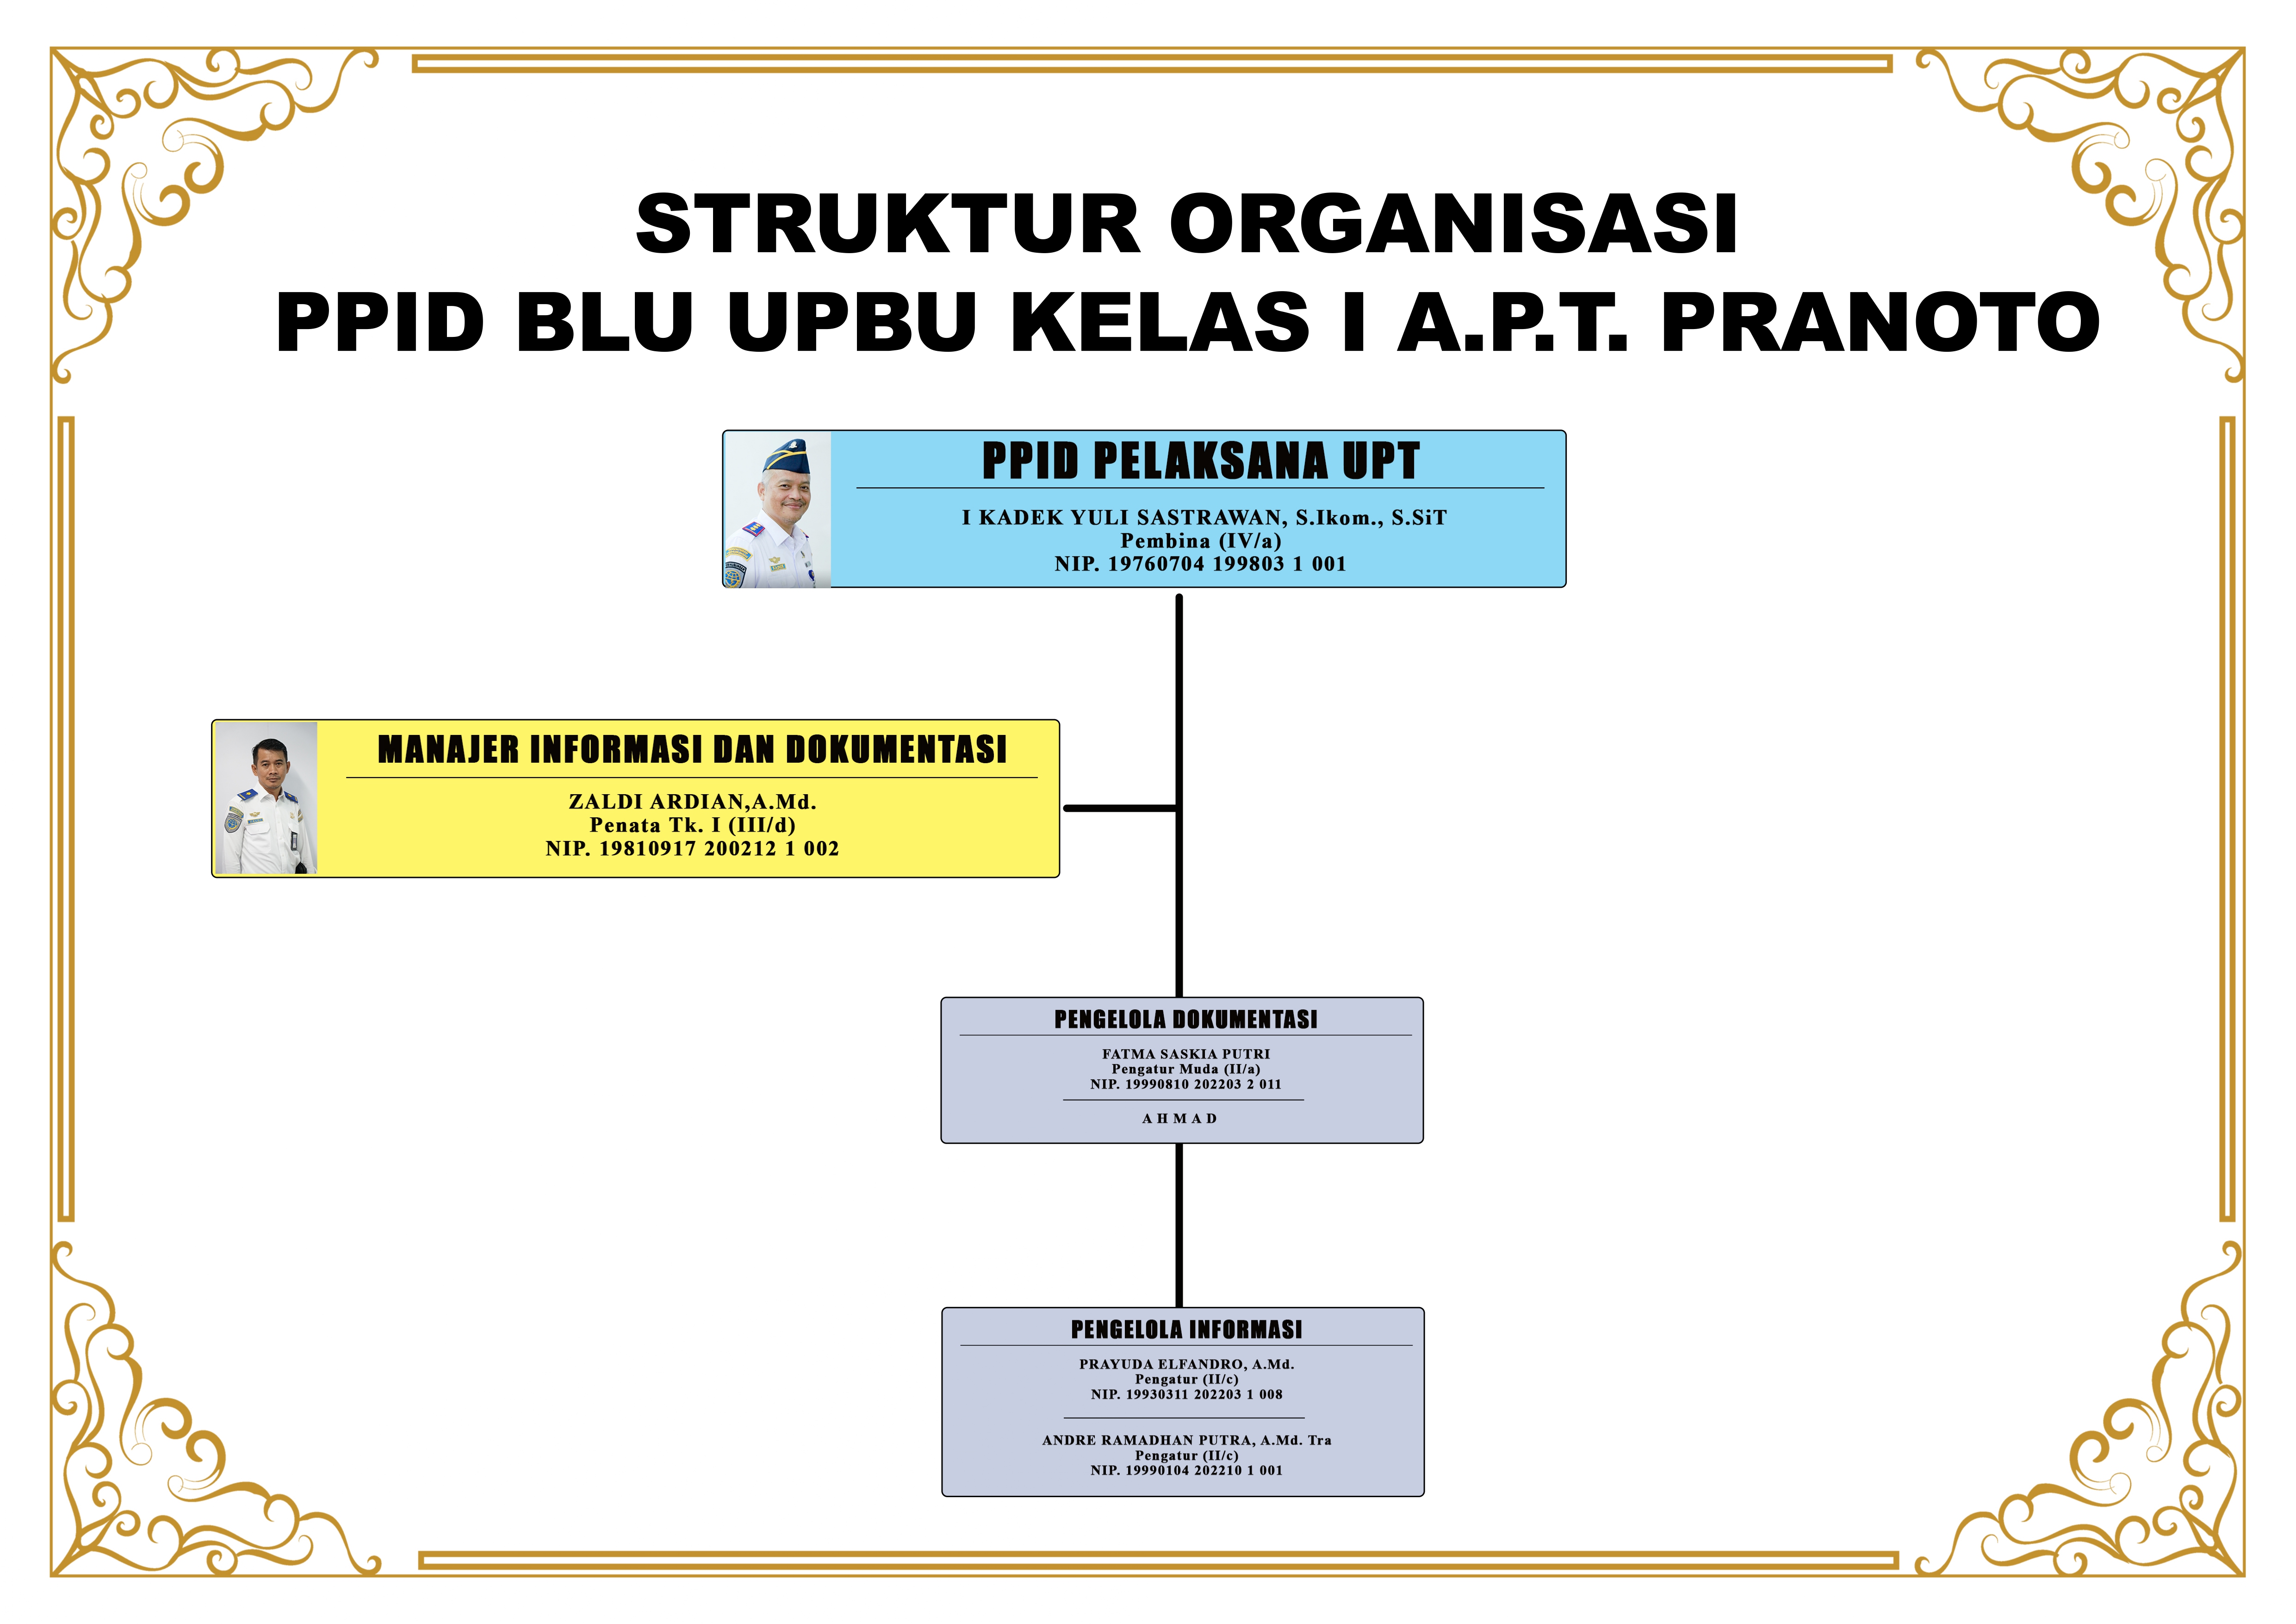 STRUKTUR ORGANISASI
PPID BLU UPBU KELAS I A.P.T. PRANOTO
PPID PELAKSANA UPT
I KADEK YULI SASTRAWAN, S.Ikom., S.SiT
Pembina (IV/a)
NIP. 19760704 199803 1 001
MANAJER INFORMASI DAN DOKUMENTASI
ZALDI ARDIAN,A.Md.
Penata Tk. I (III/d)
NIP. 19810917 200212 1 002
PENGELOLA DOKUMENTASI
FATMA SASKIA PUTRI
Pengatur Muda (II/a)
NIP. 19990810 202203 2 011
A H M A D
PENGELOLA INFORMASI
PRAYUDA ELFANDRO, A.Md.
Pengatur (II/c)
NIP. 19930311 202203 1 008
ANDRE RAMADHAN PUTRA, A.Md. Tra
Pengatur (II/c)
NIP. 19990104 202210 1 001